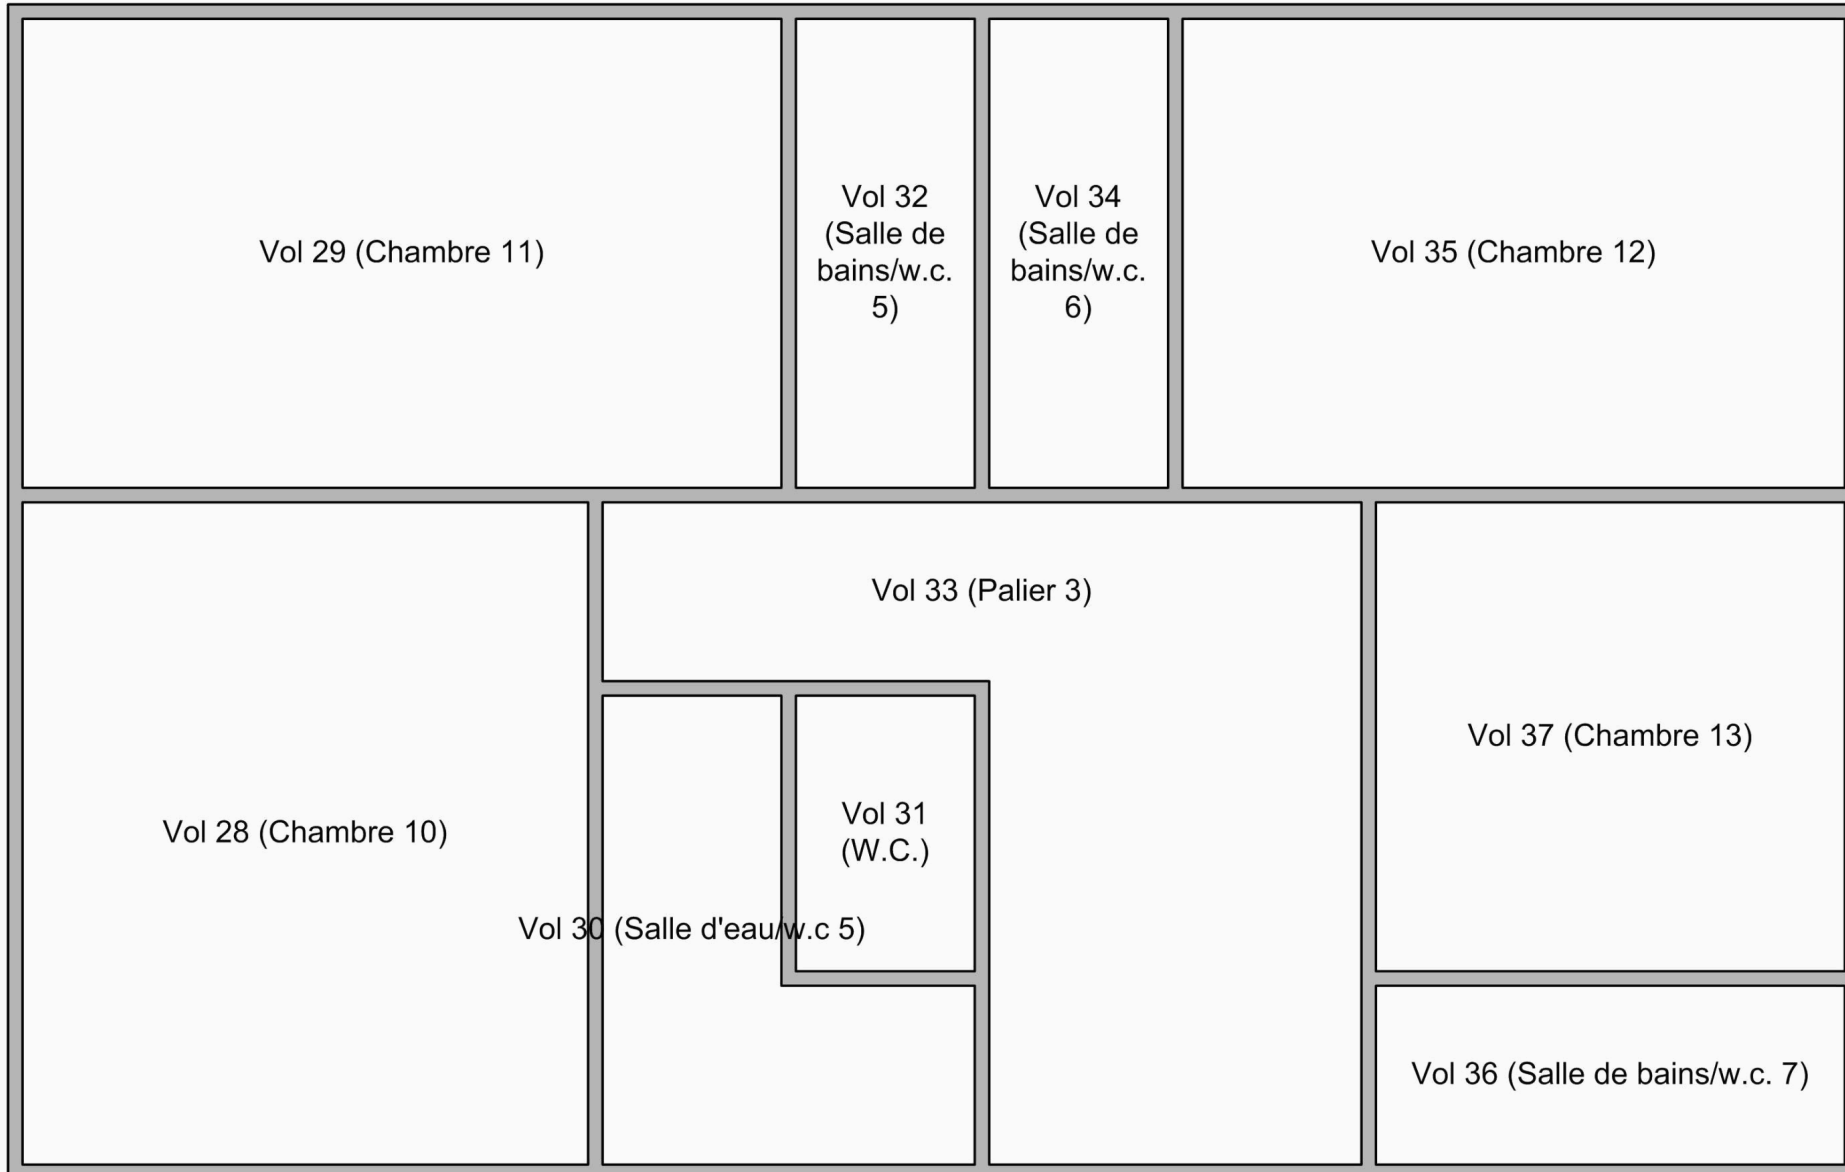 Vol 29 (Chambre 11)
Vol 32
(Salle de
bains/w.c.
5)
Vol 34
(Salle de
bains/w.c.
6)
Vol 35 (Chambre 12)
Vol 33 (Palier 3)
Vol 37 (Chambre 13)
Vol 28 (Chambre 10)
Vol 31
(W.C.)
Vol 30 (Salle d'eau/w.c 5)
Vol 36 (Salle de bains/w.c. 7)